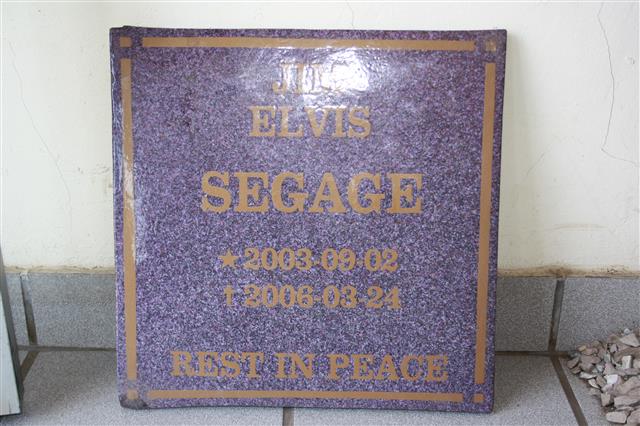 ELVIS
SEGAGE
★2003-09-02
†2006-03-24
REST IN PEACE